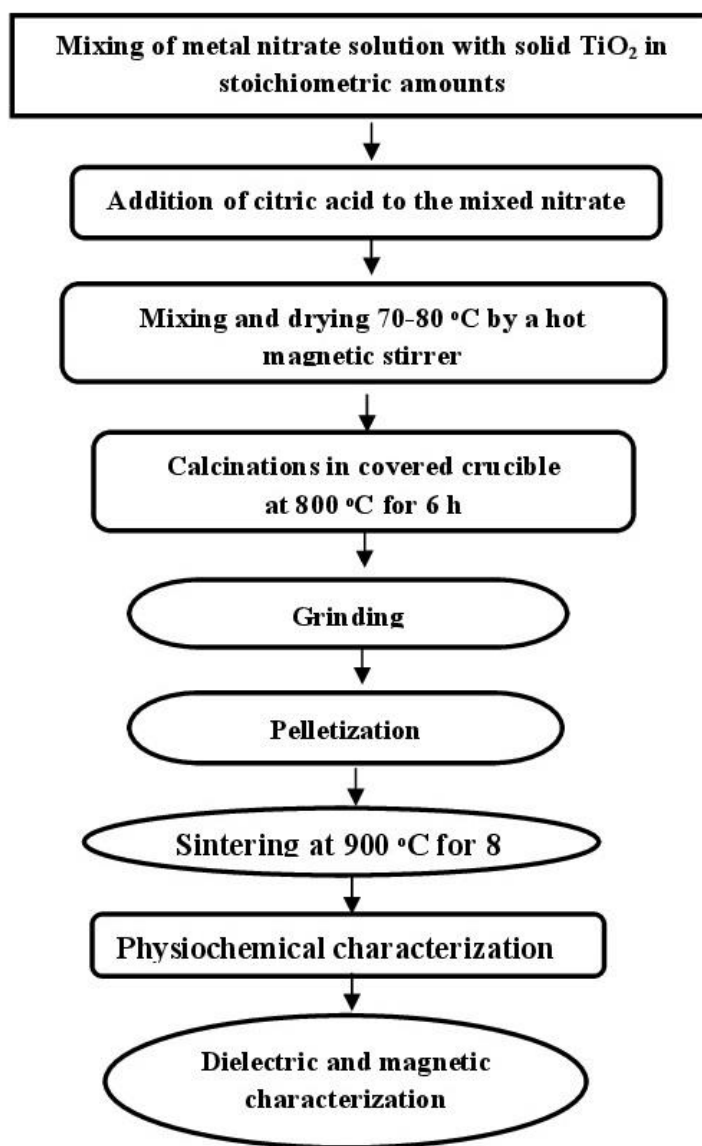 Mixing of metal nitrate solution with solid TiO₂ in
stoichiometric amounts
Addition of citric acid to the mixed nitrate
Mixing and drying 70-80 °C by a hot
magnetic stirrer
Calcinations in covered crucible
at 800 °C for 6 h
Grinding
Pelletization
Sintering at 900 °C for 8
Physiochemical characterization
Dielectric and magnetic
characterization